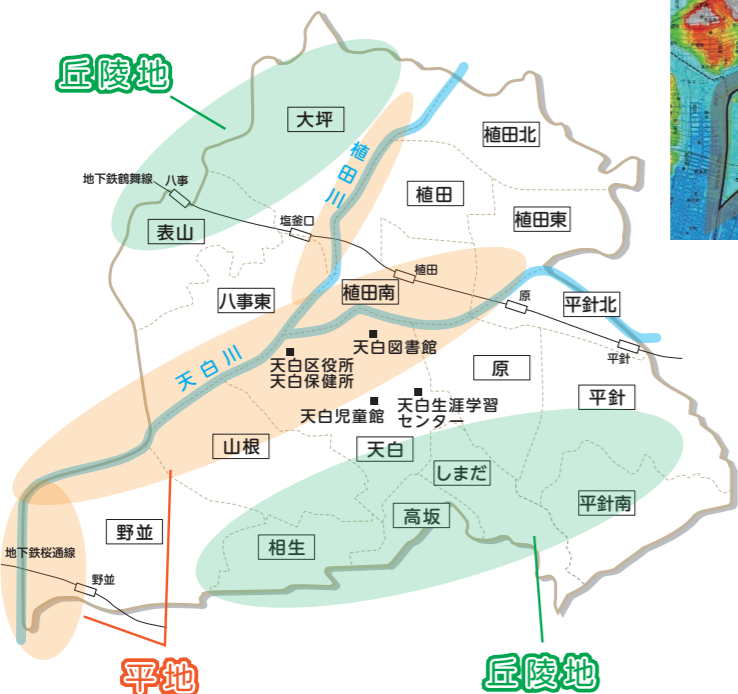 丘陵地
大坪
植田北
植田川
地下鉄鶴舞線
八事
植田
植田東
表山
塩釜口
植田
八事東
植田南
原
平針北
天白川
天白図書館
平針
天白区役所
天白保健所
原
平針
天白児童館
天白生涯学習
センター
山根
天白
しまだ
平針南
高坂
野並
相生
地下鉄桜通線
野並
平地
丘陵地